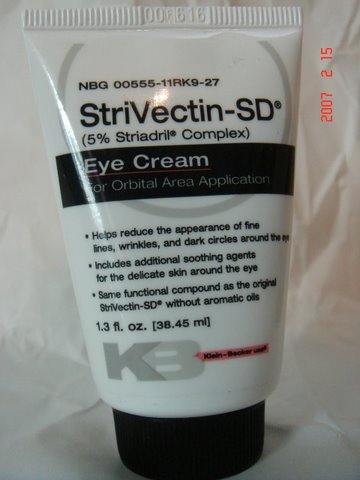 00F616
NBG 00555-11RK9-27
StriVectin-SD®
(5% Striadril® Complex)
Eye Cream
For Orbital Area Application
• Helps reduce the appearance of fine
lines, wrinkles, and dark circles around the eye
• Includes additional soothing agents
for the delicate skin around the eye
• Same functional compound as the original
StriVectin-SD® without aromatic oils
1.3 fl. oz. [38.45 ml]
KB
Klein-Becker usa®
2007 2 15